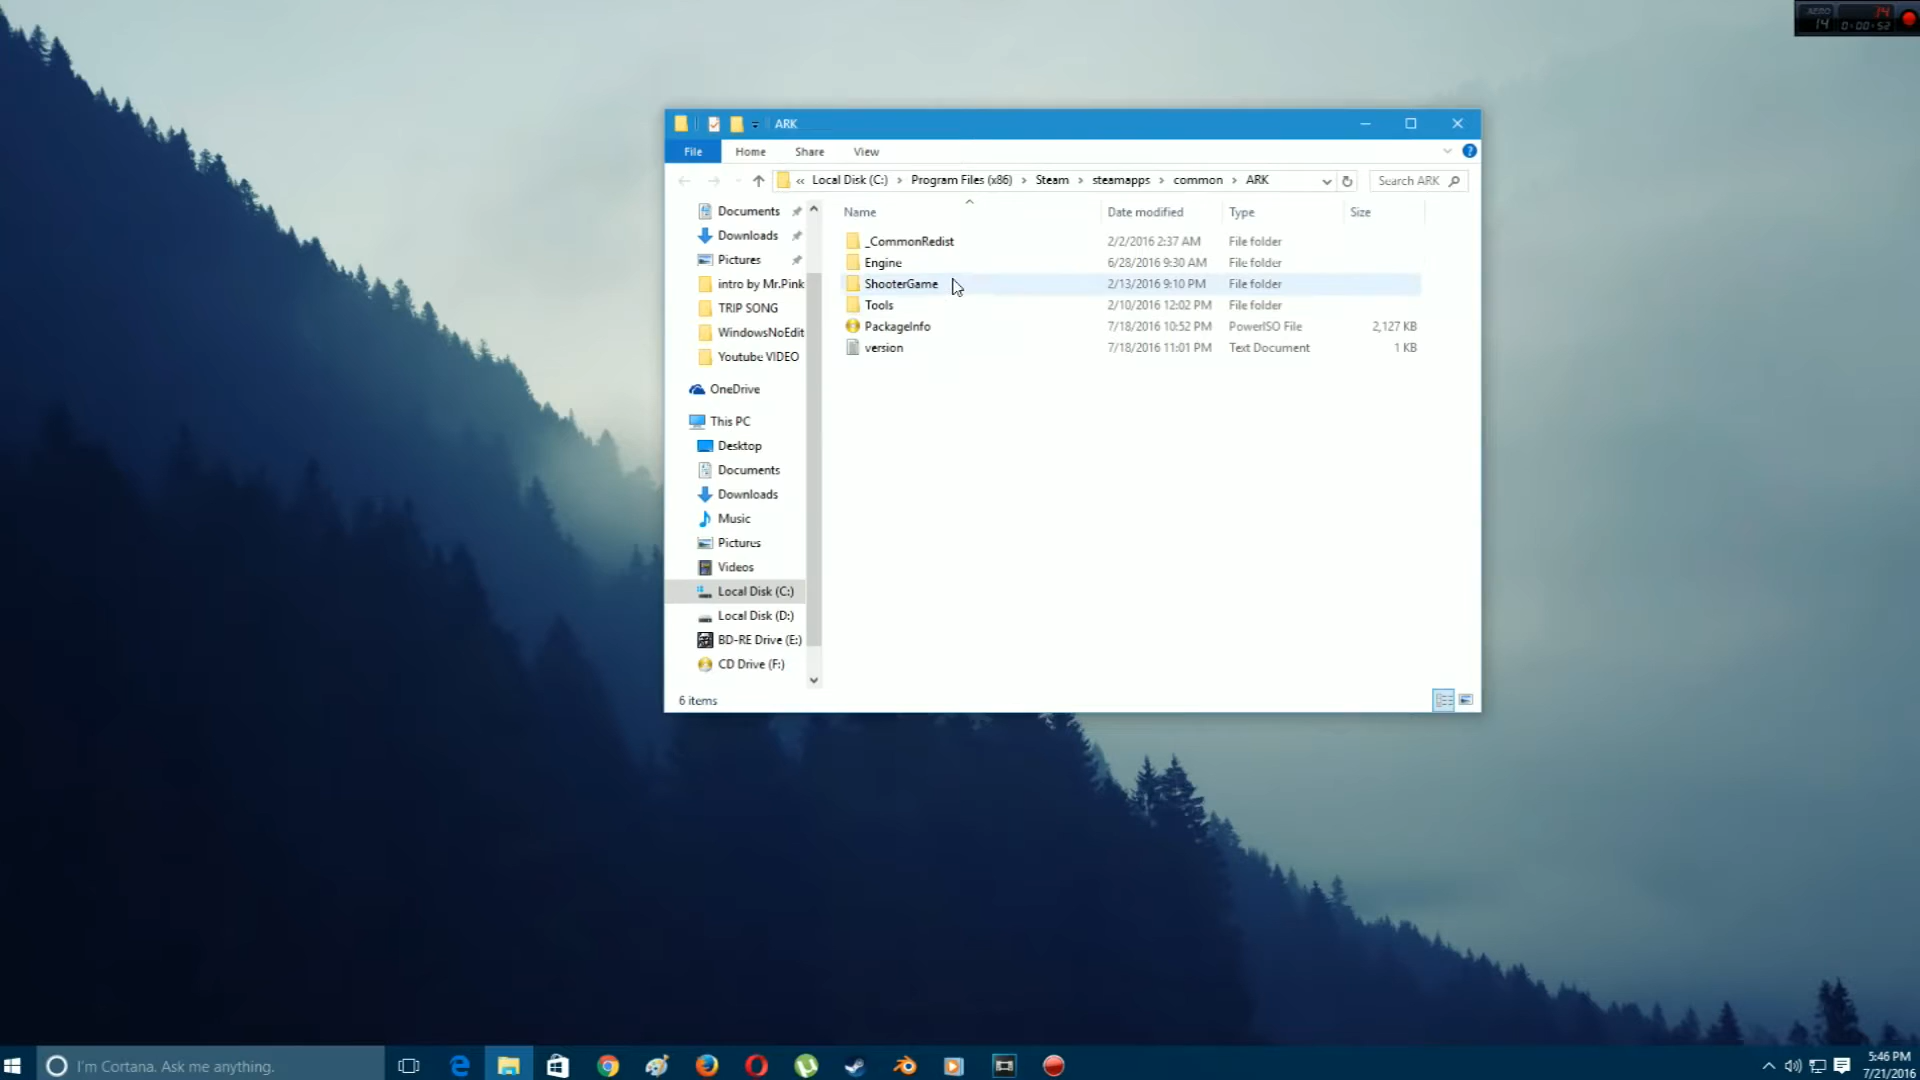 AERO 14
14 0:00:52
ARK
File Home Share View
« Local Disk (C:) › Program Files (x86) › Steam › steamapps › common › ARK
Search ARK
Name Date modified Type Size
Documents
Downloads
Pictures
intro by Mr.Pink
TRIP SONG
WindowsNoEdit
Youtube VIDEO
OneDrive
This PC
Desktop
Documents
Downloads
Music
Pictures
Videos
Local Disk (C:)
Local Disk (D:)
BD-RE Drive (E:)
CD Drive (F:)
_CommonRedist 2/2/2016 2:37 AM File folder
Engine 6/28/2016 9:30 AM File folder
ShooterGame 2/13/2016 9:10 PM File folder
Tools 2/10/2016 12:02 PM File folder
PackageInfo 7/18/2016 10:52 PM PowerISO File 2,127 KB
version 7/18/2016 11:01 PM Text Document 1 KB
6 items
I'm Cortana. Ask me anything.
5:46 PM
7/21/2016